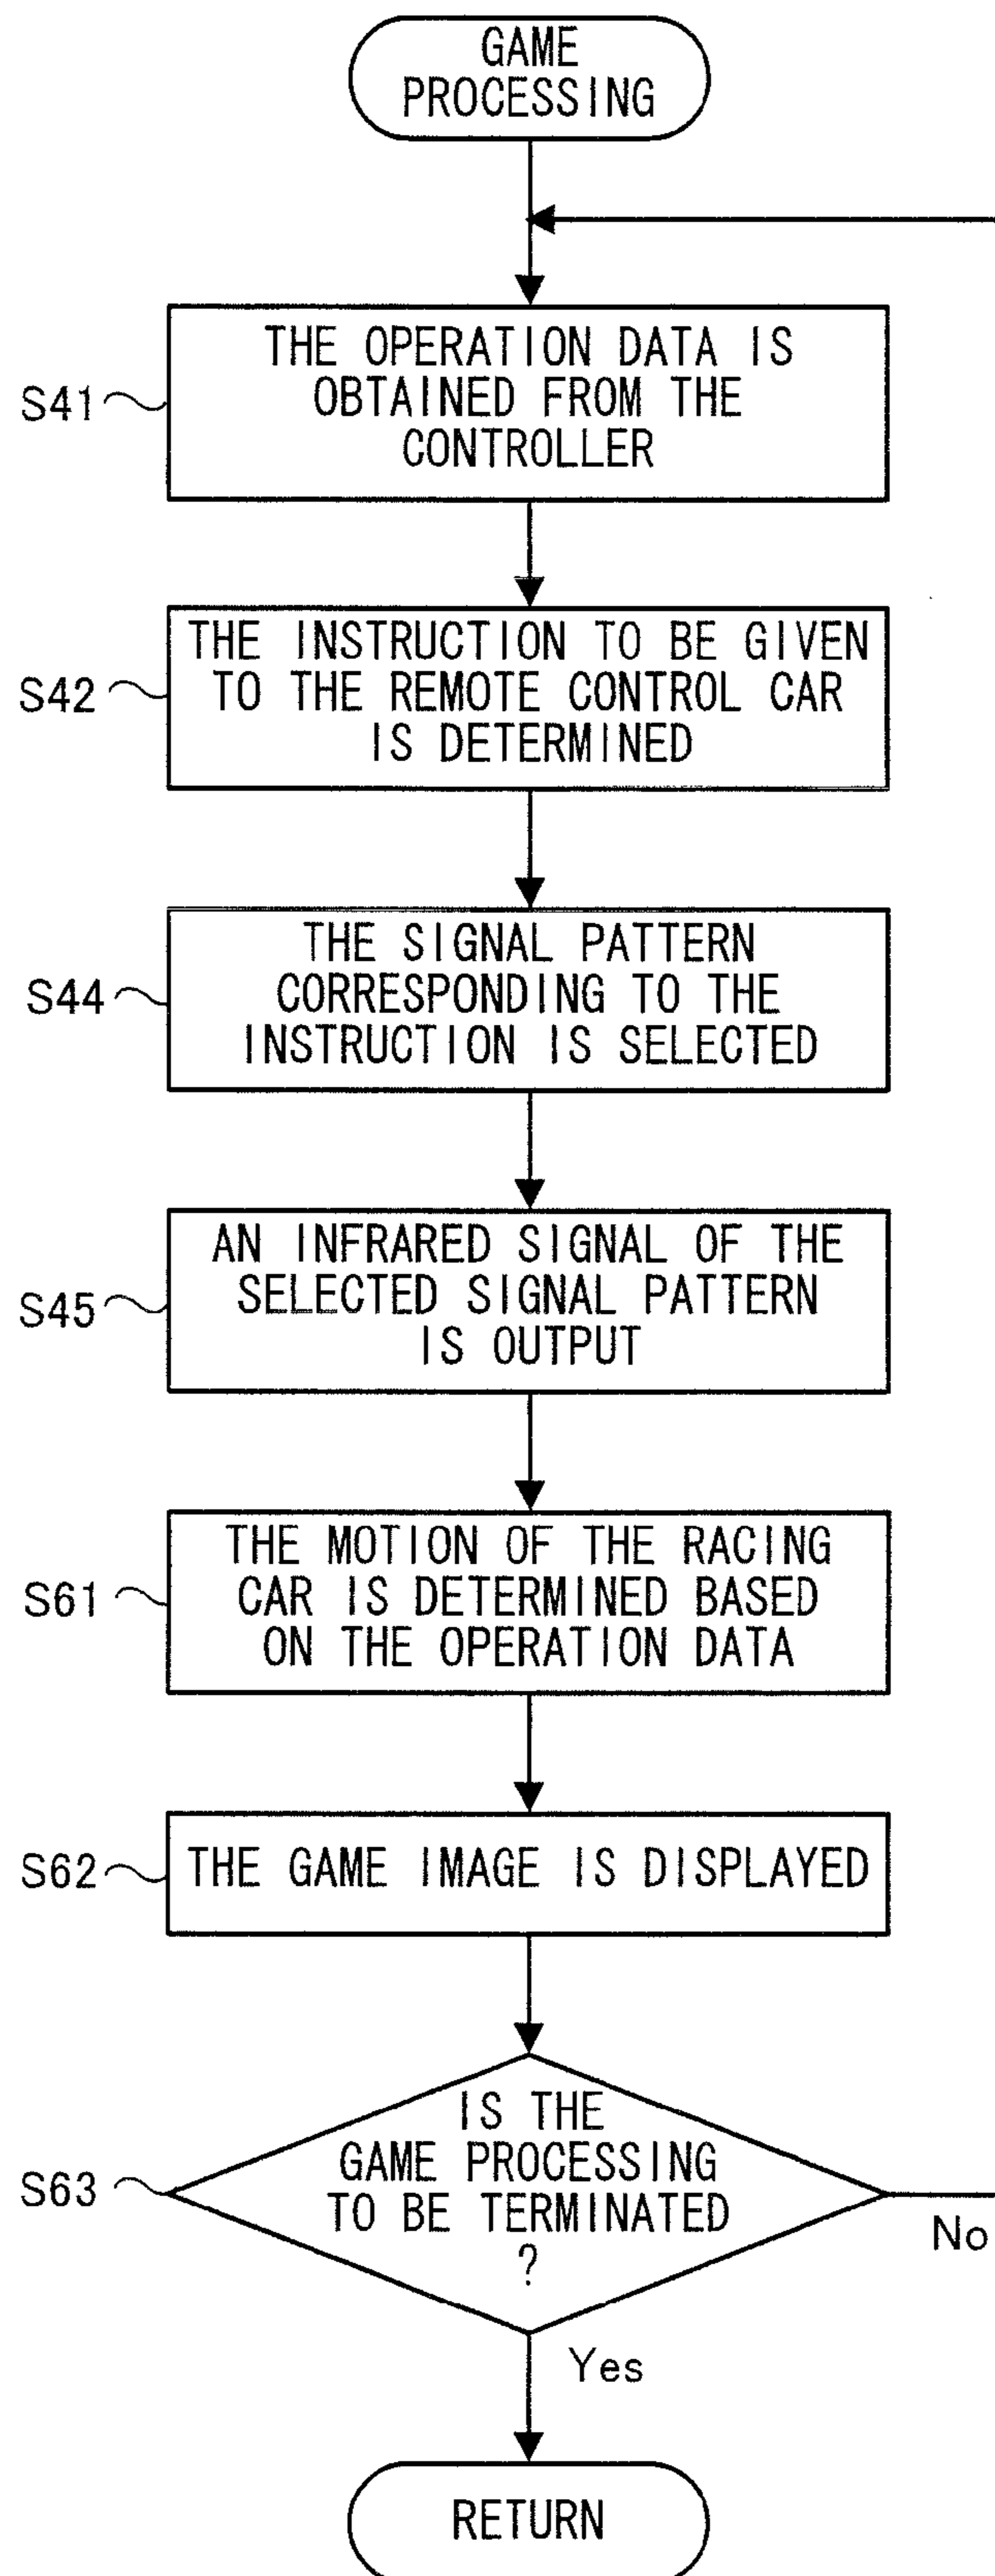 GAME
PROCESSING
S41
THE OPERATION DATA IS
OBTAINED FROM THE
CONTROLLER
S42
THE INSTRUCTION TO BE GIVEN
TO THE REMOTE CONTROL CAR
IS DETERMINED
S44
THE SIGNAL PATTERN
CORRESPONDING TO THE
INSTRUCTION IS SELECTED
S45
AN INFRARED SIGNAL OF THE
SELECTED SIGNAL PATTERN
IS OUTPUT
S61
THE MOTION OF THE RACING
CAR IS DETERMINED BASED
ON THE OPERATION DATA
S62
THE GAME IMAGE IS DISPLAYED
S63
IS THE
GAME PROCESSING
TO BE TERMINATED
?
No
Yes
RETURN